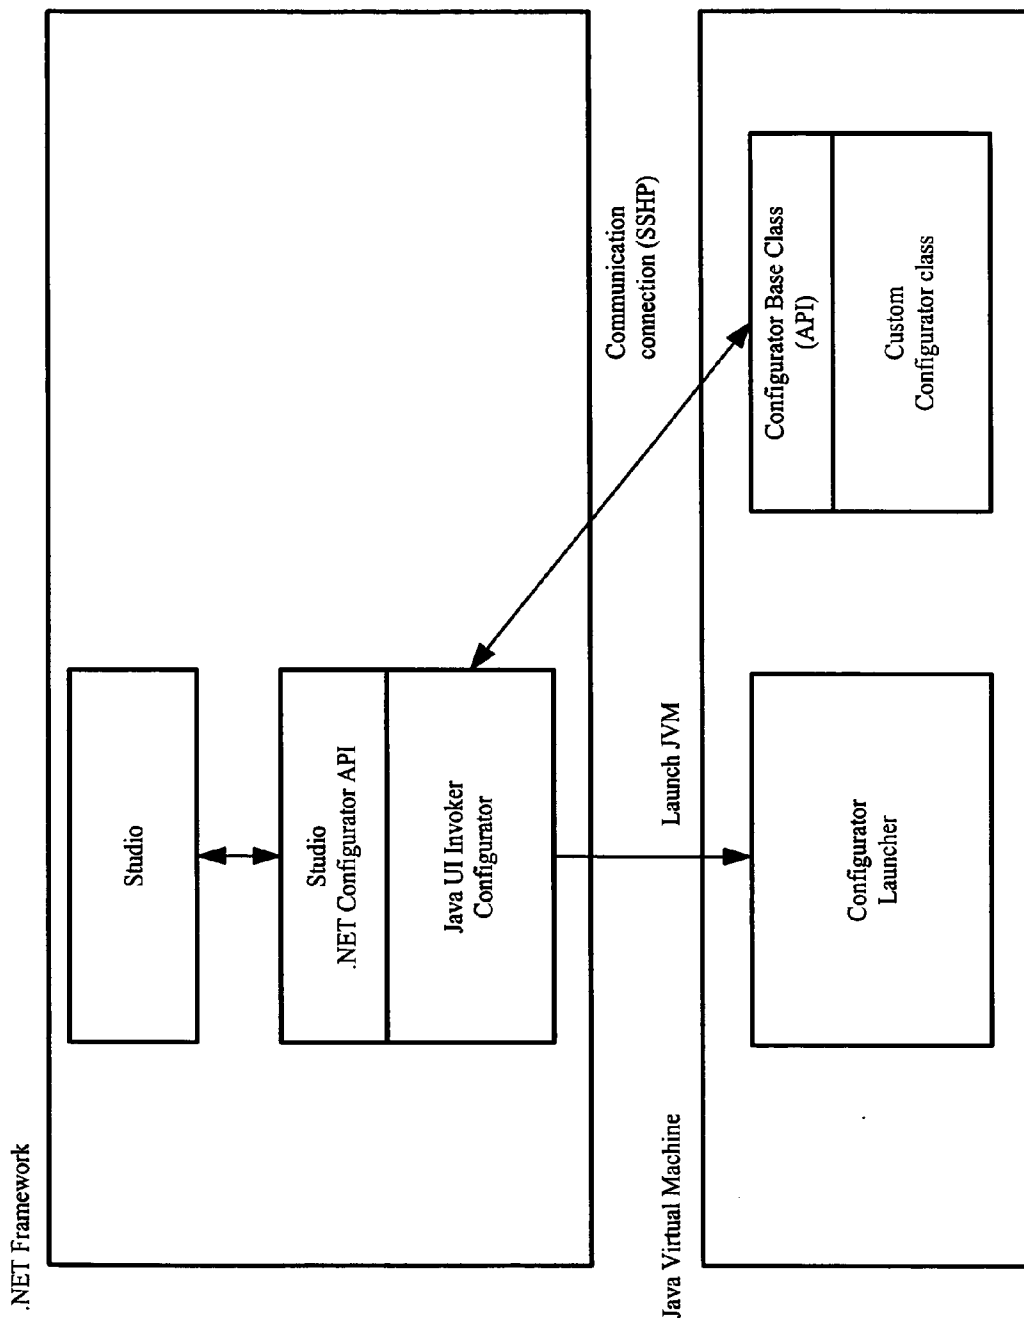 .NET Framework
Studio
Studio
.NET Configurator API
Java UI Invoker
Configurator
Communication
connection (SSHP)
Launch JVM
Java Virtual Machine
Configurator
Launcher
Configurator Base Class
(API)
Custom
Configurator class